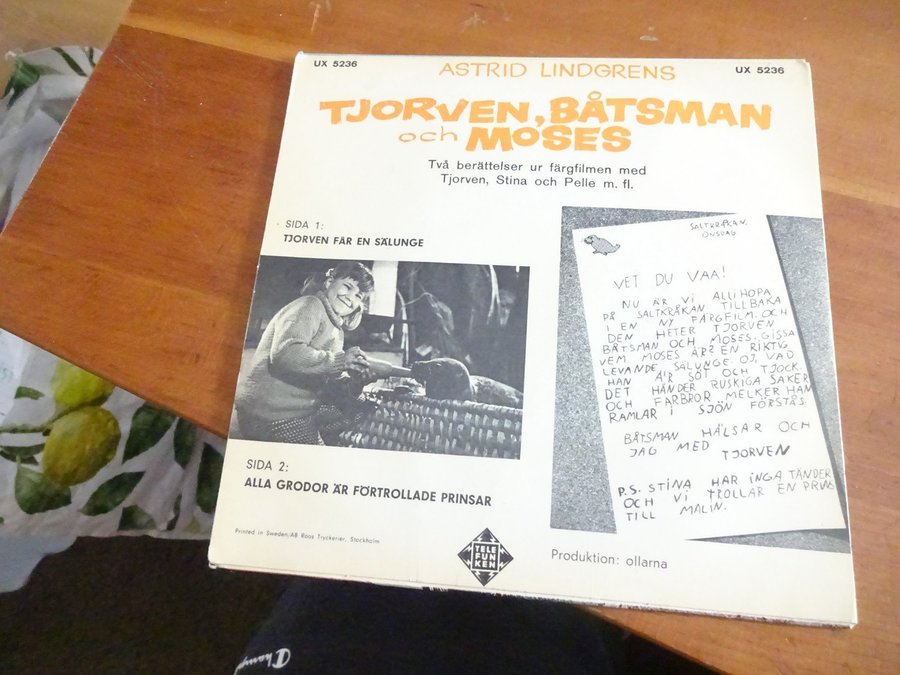 UX 5236
UX 5236
ASTRID LINDGRENS
TJORVEN, BÅTSMAN
och MOSES
Två berättelser ur färgfilmen med
Tjorven, Stina och Pelle m. fl.
SIDA 1:
TJORVEN FÅR EN SÄLUNGE
SALTKRÅKAN,
ONSDAG
VET DU VAA!
NU ÄR VI ALLIHOPA
PÅ SALTKRÅKAN TILLBAKA
I EN NY FÄRGFILM. OCH
DEN HETER TJORVEN
BÅTSMAN OCH MOSES. GISSA
VEM MOSES ÄR? EN RIKTIG
LEVANDE SÄLUNGE OJ, VAD
HAN ÄR SÖT OCH TJOCK
DET HÄNDER RUSKIGA SAKER
OCH FARBROR MELKER HAN
RAMLAR I SJÖN FÖRSTÅS.
BÅTSMAN HÄLSAR OCH
JAG MED
TJORVEN
P.S. STINA HAR INGA TÄNDER
OCH VI TROLLAR EN PRINS
TILL MALIN.
SIDA 2:
ALLA GRODOR ÄR FÖRTROLLADE PRINSAR
Printed in Sweden/AB Roos Tryckerier, Stockholm
TELE
FUN
KEN
Produktion: ollarna